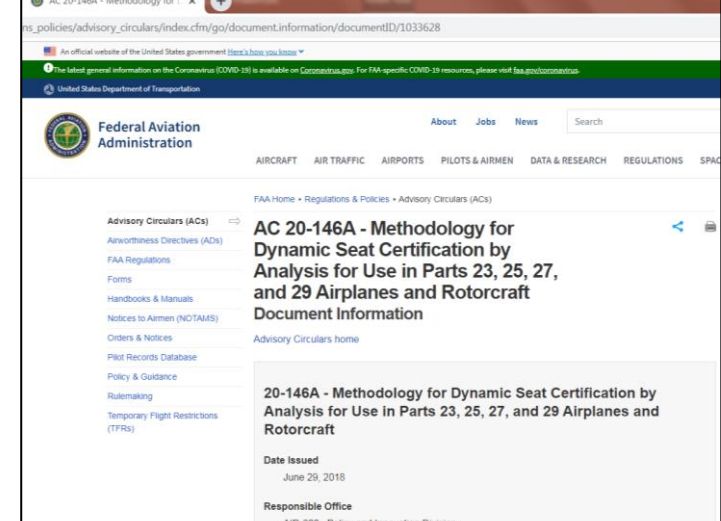 AC 20-146A - Methodology for
ns_policies/advisory_circulars/index.cfm/go/document.information/documentID/1033628
An official website of the United States government Here's how you know
The latest general information on the Coronavirus (COVID-19) is available on Coronavirus.gov. For FAA-specific COVID-19 resources, please visit faa.gov/coronavirus.
United States Department of Transportation
About Jobs News Search
Federal Aviation
Administration
AIRCRAFT AIR TRAFFIC AIRPORTS PILOTS & AIRMEN DATA & RESEARCH REGULATIONS SPAC
FAA Home ▪ Regulations & Policies ▪ Advisory Circulars (ACs)
Advisory Circulars (ACs)
Airworthiness Directives (ADs)
FAA Regulations
Forms
Handbooks & Manuals
Notices to Airmen (NOTAMS)
Orders & Notices
Pilot Records Database
Policy & Guidance
Rulemaking
Temporary Flight Restrictions
(TFRs)
AC 20-146A - Methodology for
Dynamic Seat Certification by
Analysis for Use in Parts 23, 25, 27,
and 29 Airplanes and Rotorcraft
Document Information
Advisory Circulars home
20-146A - Methodology for Dynamic Seat Certification by
Analysis for Use in Parts 23, 25, 27, and 29 Airplanes and
Rotorcraft
Date Issued
June 29, 2018
Responsible Office